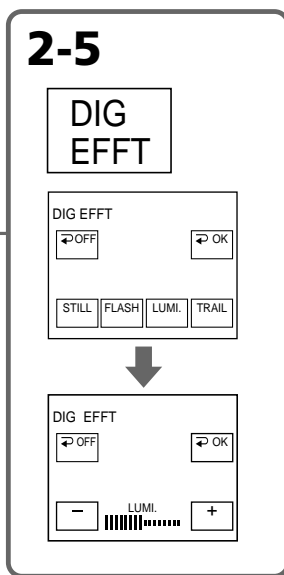 2-5
DIG
EFFT
DIG EFFT
OFF OK
STILL FLASH LUMI. TRAIL
DIG EFFT
OFF OK
− LUMI. +